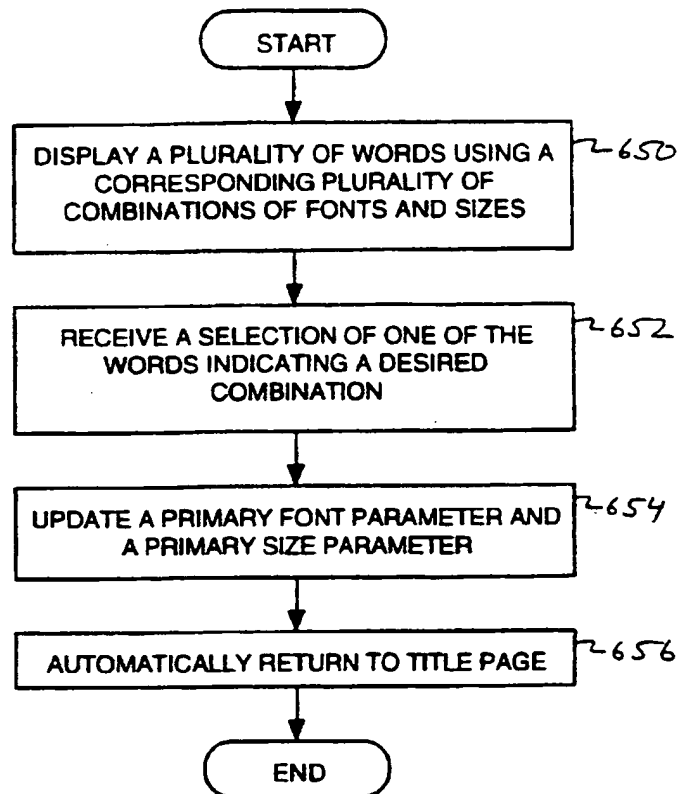 START
DISPLAY A PLURALITY OF WORDS USING A
CORRESPONDING PLURALITY OF
COMBINATIONS OF FONTS AND SIZES
650
RECEIVE A SELECTION OF ONE OF THE
WORDS INDICATING A DESIRED
COMBINATION
652
UPDATE A PRIMARY FONT PARAMETER AND
A PRIMARY SIZE PARAMETER
654
AUTOMATICALLY RETURN TO TITLE PAGE
656
END